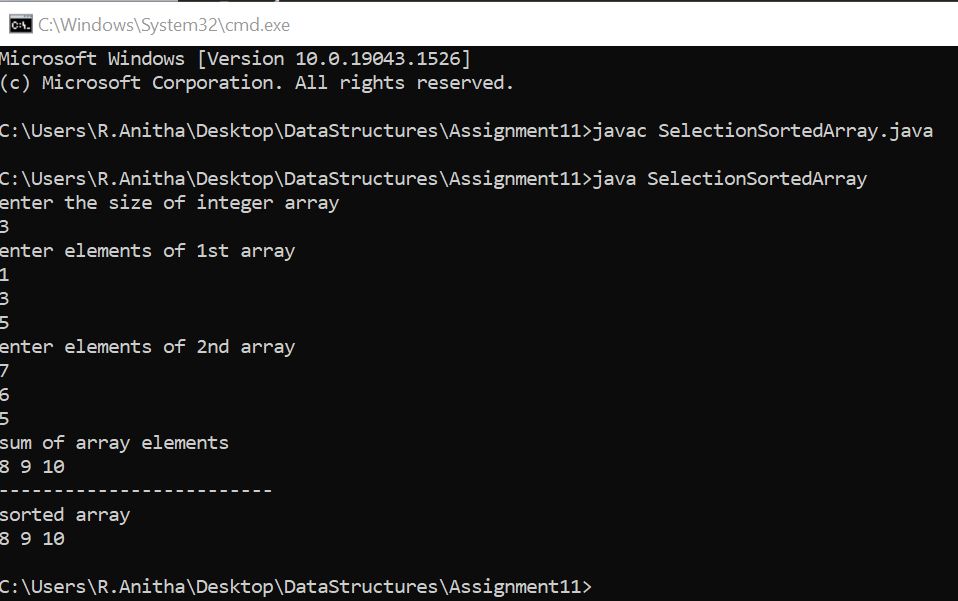 C:\Windows\System32\cmd.exe
Microsoft Windows [Version 10.0.19043.1526]
(c) Microsoft Corporation. All rights reserved.
C:\Users\R.Anitha\Desktop\DataStructures\Assignment11>javac SelectionSortedArray.java
C:\Users\R.Anitha\Desktop\DataStructures\Assignment11>java SelectionSortedArray
enter the size of integer array
3
enter elements of 1st array
1
3
5
enter elements of 2nd array
7
6
5
sum of array elements
8 9 10
-------------------------
sorted array
8 9 10
C:\Users\R.Anitha\Desktop\DataStructures\Assignment11>